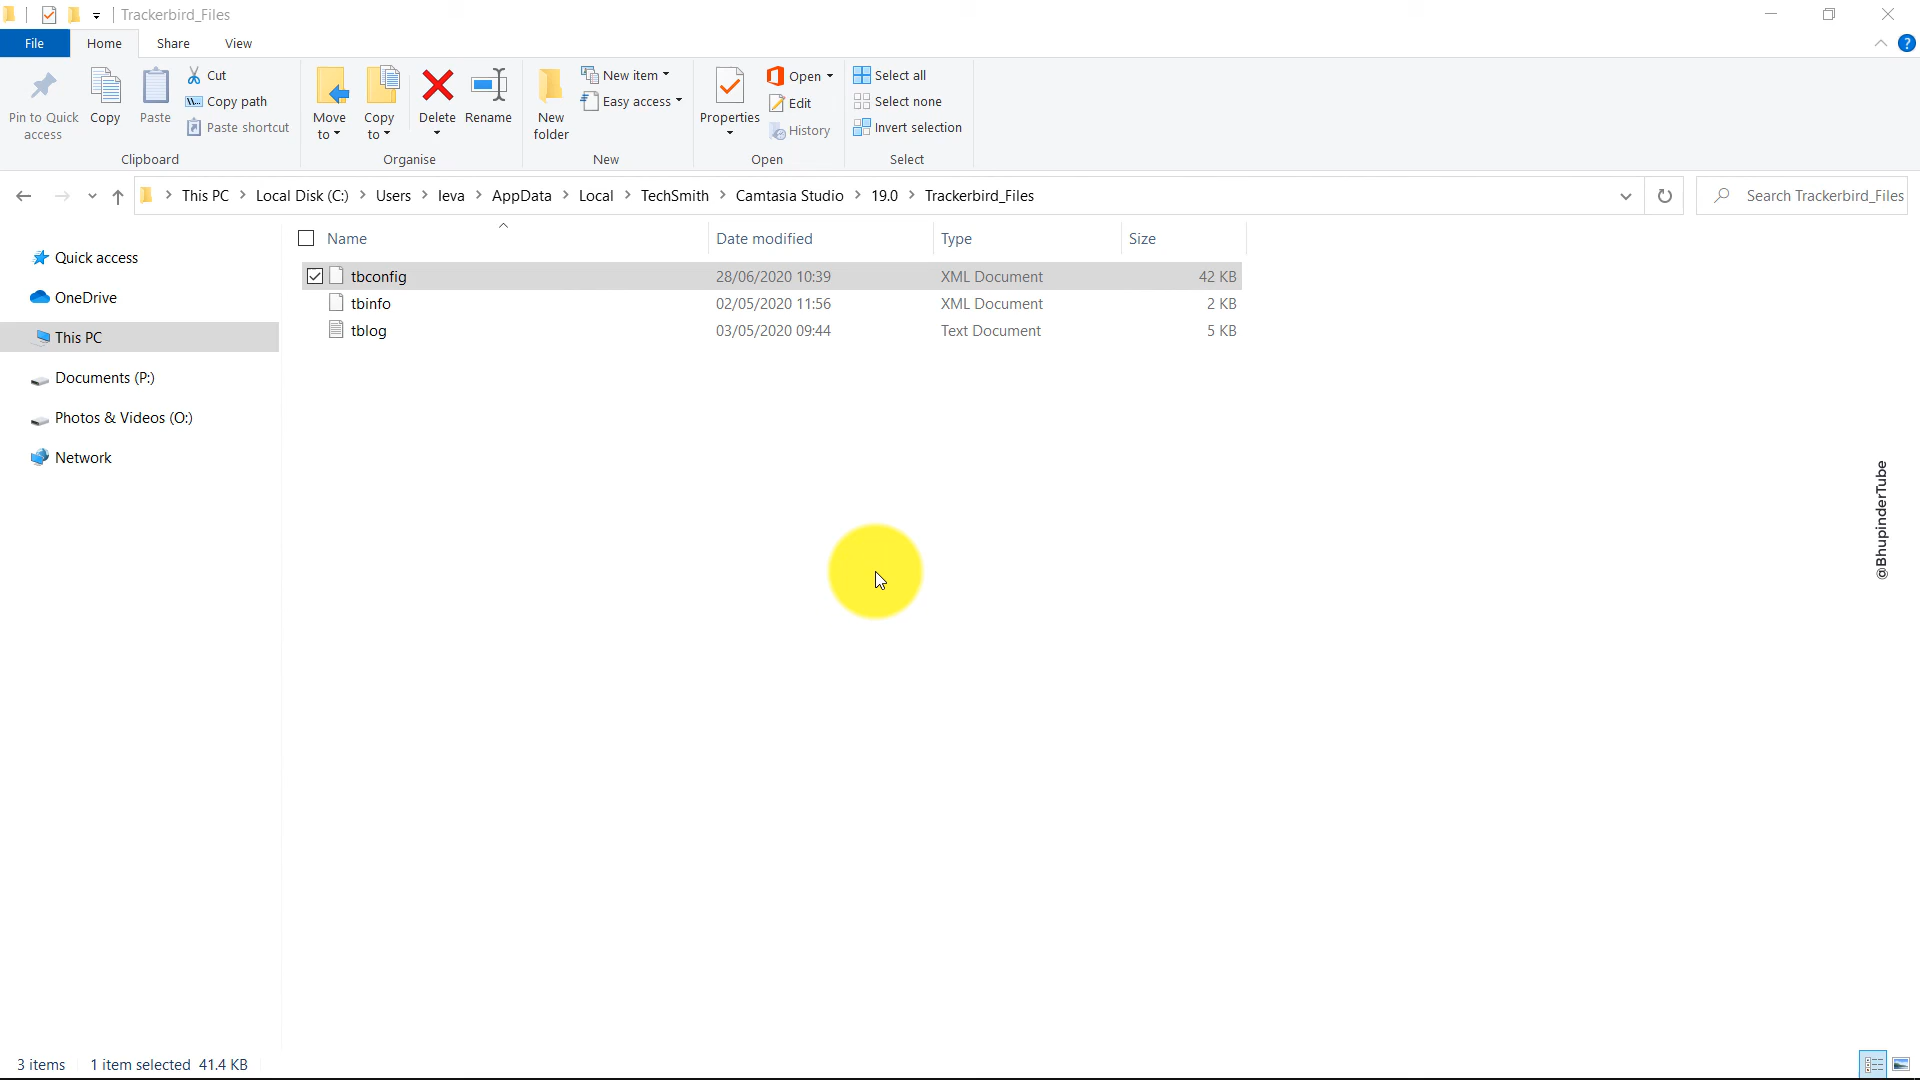 Trackerbird_Files
File
Home
Share
View
Pin to Quick access
Copy
Paste
Cut
Copy path
Paste shortcut
Clipboard
Move to
Copy to
Delete
Rename
Organise
New folder
New item
Easy access
New
Properties
Open
Edit
History
Open
Select all
Select none
Invert selection
Select
This PC
Local Disk (C:)
Users
Ieva
AppData
Local
TechSmith
Camtasia Studio
19.0
Trackerbird_Files
Search Trackerbird_Files
Quick access
OneDrive
This PC
Documents (P:)
Photos & Videos (O:)
Network
Name Date modified Type Size
tbconfig 28/06/2020 10:39 XML Document 42 KB
tbinfo 02/05/2020 11:56 XML Document 2 KB
tblog 03/05/2020 09:44 Text Document 5 KB
@BhupinderTube
3 items 1 item selected 41.4 KB